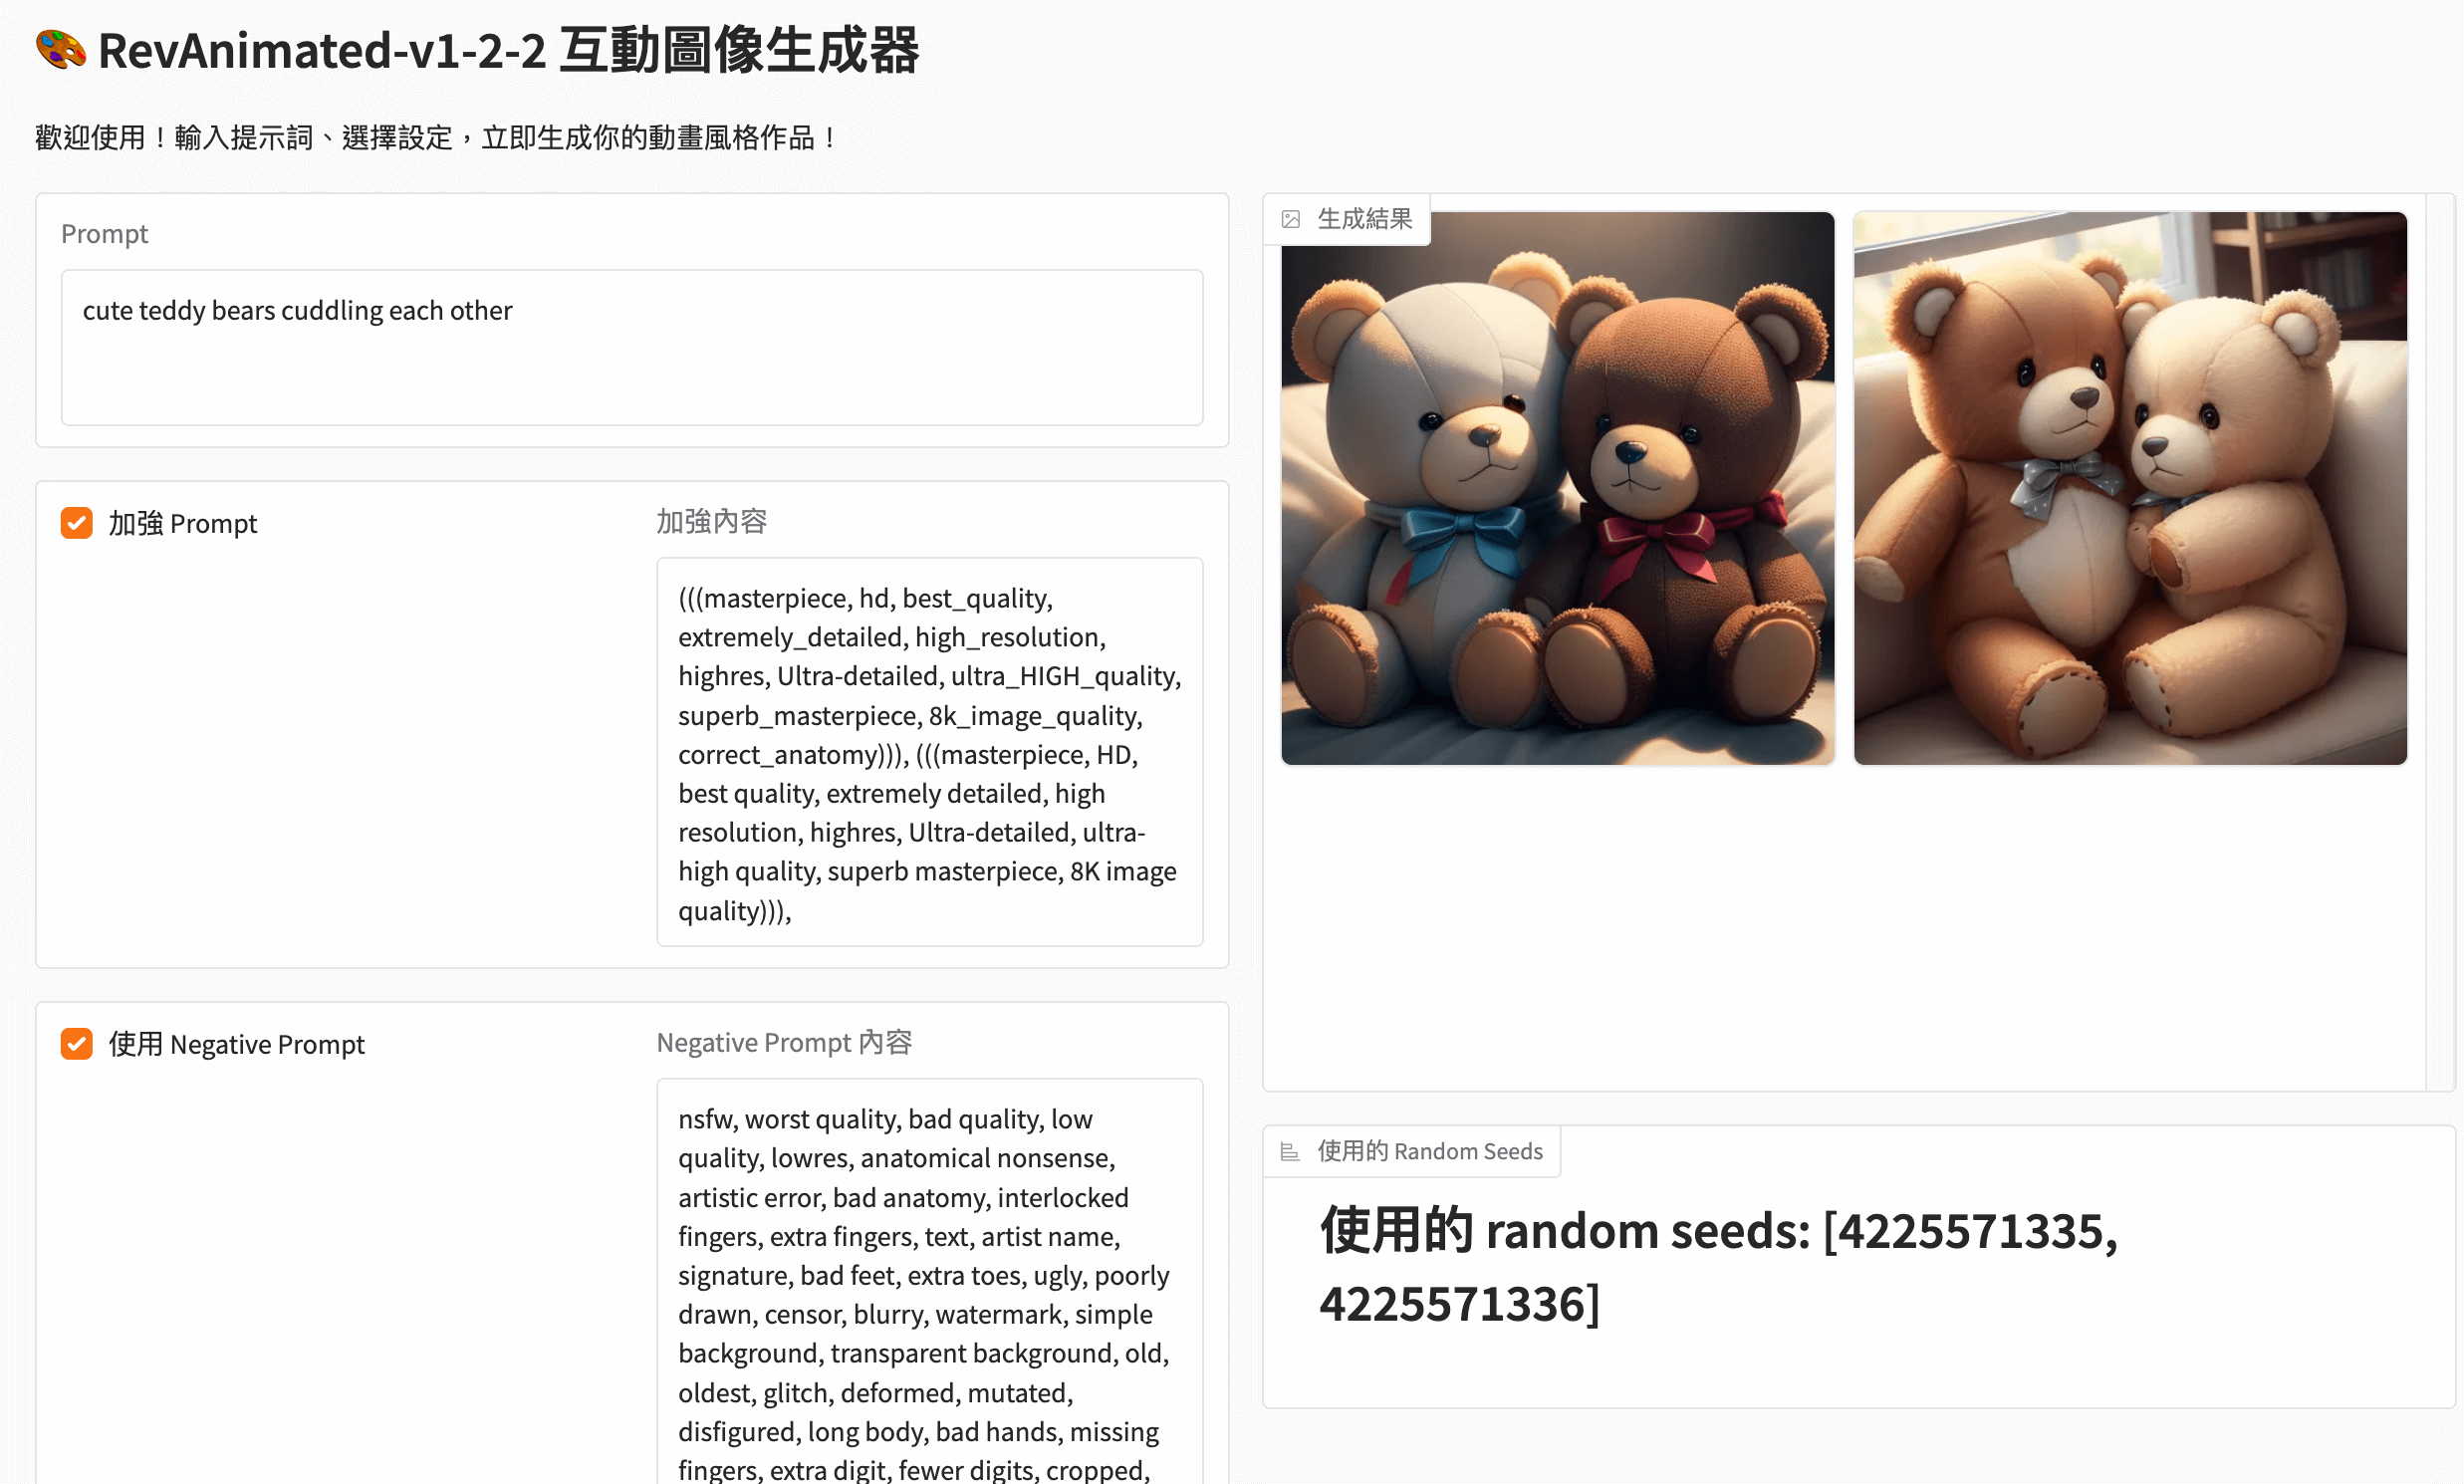 RevAnimated-v1-2-2 互動圖像生成器
歡迎使用！輸入提示詞、選擇設定，立即生成你的動畫風格作品！
Prompt
cute teddy bears cuddling each other
加強 Prompt
加強內容
(((masterpiece, hd, best_quality,
extremely_detailed, high_resolution,
highres, Ultra-detailed, ultra_HIGH_quality,
superb_masterpiece, 8k_image_quality,
correct_anatomy))), (((masterpiece, HD,
best quality, extremely detailed, high
resolution, highres, Ultra-detailed, ultra-
high quality, superb masterpiece, 8K image
quality))),
使用 Negative Prompt
Negative Prompt 內容
nsfw, worst quality, bad quality, low
quality, lowres, anatomical nonsense,
artistic error, bad anatomy, interlocked
fingers, extra fingers, text, artist name,
signature, bad feet, extra toes, ugly, poorly
drawn, censor, blurry, watermark, simple
background, transparent background, old,
oldest, glitch, deformed, mutated,
disfigured, long body, bad hands, missing
fingers, extra digit, fewer digits, cropped,
生成結果
使用的 Random Seeds
使用的 random seeds: [4225571335,
4225571336]